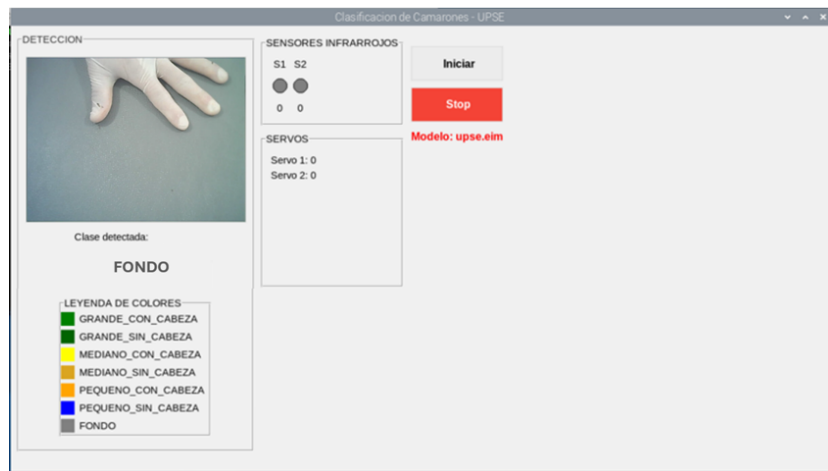 Clasificacion de Camarones - UPSE
DETECCION
Clase detectada:
FONDO
LEYENDA DE COLORES
GRANDE_CON_CABEZA
GRANDE_SIN_CABEZA
MEDIANO_CON_CABEZA
MEDIANO_SIN_CABEZA
PEQUENO_CON_CABEZA
PEQUENO_SIN_CABEZA
FONDO
SENSORES INFRARROJOS
S1 S2
0 0
SERVOS
Servo 1: 0
Servo 2: 0
Iniciar
Stop
Modelo: upse.eim